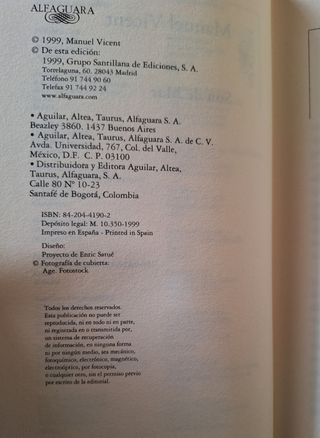 ALFAGUARA
© 1999, Manuel Vicent
© De esta edición:
1999, Grupo Santillana de Ediciones, S. A.
Torrelaguna, 60. 28043 Madrid
Teléfono 91 744 90 60
Telefax 91 744 92 24
www.alfaguara.com
• Aguilar, Altea, Taurus, Alfaguara S. A.
Beazley 3860. 1437 Buenos Aires
• Aguilar, Altea, Taurus, Alfaguara S. A. de C. V.
Avda. Universidad, 767, Col. del Valle,
México, D.F. C. P. 03100
• Distribuidora y Editora Aguilar, Altea,
Taurus, Alfaguara, S. A.
Calle 80 Nº 10-23
Santafé de Bogotá, Colombia
ISBN: 84-204-4190-2
Depósito legal: M. 10.350-1999
Impreso en España - Printed in Spain
Diseño:
Proyecto de Enric Satué
© Fotografía de cubierta:
Age. Fotostock
Todos los derechos reservados.
Esta publicación no puede ser
reproducida, ni en todo ni en parte,
ni registrada en o transmitida por,
un sistema de recuperación
de información, en ninguna forma
ni por ningún medio, sea mecánico,
fotoquímico, electrónico, magnético,
electroóptico, por fotocopia,
o cualquier otro, sin el permiso previo
por escrito de la editorial.